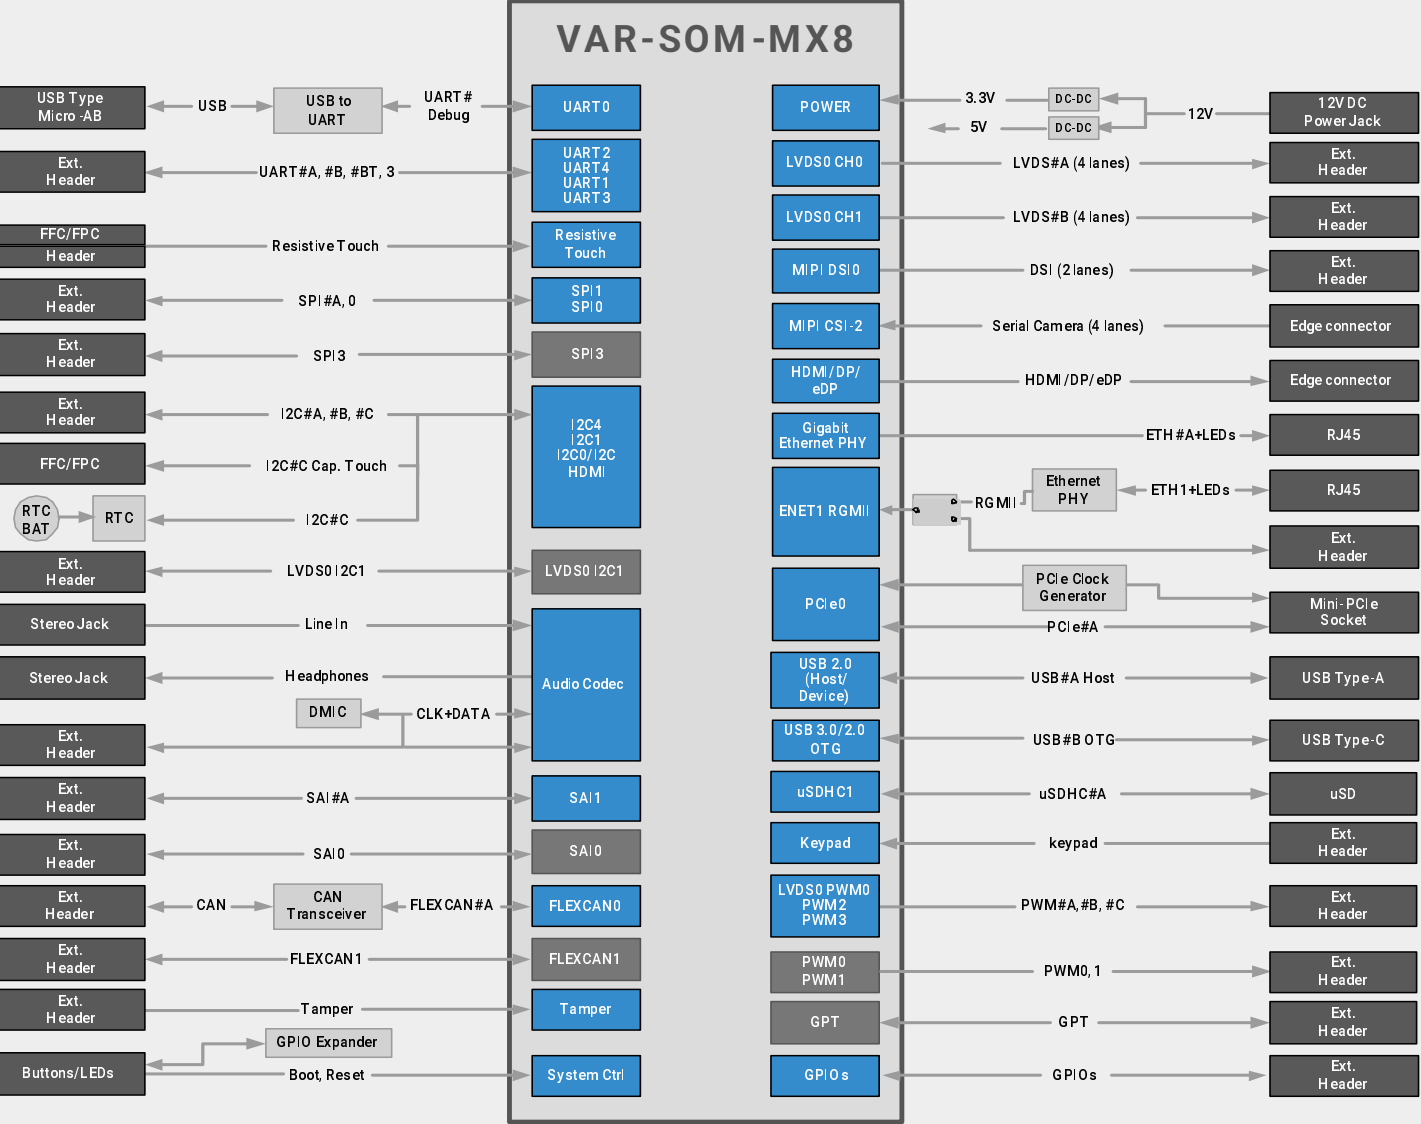 VAR-SOM-MX8
USB Type
Micro-AB
USB
USB to
UART
UART#
Debug
UART0
Ext.
Header
UART#A, #B, #BT, 3
UART2
UART4
UART1
UART3
FFC/FPC
Header
Resistive Touch
Resistive
Touch
Ext.
Header
SPI#A, 0
SPI1
SPI0
Ext.
Header
SPI3
SPI3
Ext.
Header
I2C#A, #B, #C
I2C4
I2C1
I2C0/I2C
HDMI
FFC/FPC
I2C#C Cap. Touch
RTC
BAT
RTC
I2C#C
Ext.
Header
LVDS0 I2C1
LVDS0 I2C1
Stereo Jack
Line In
Stereo Jack
Headphones
Audio Codec
DMIC
CLK+DATA
Ext.
Header
Ext.
Header
SAI#A
SAI1
Ext.
Header
SAI0
SAI0
Ext.
Header
CAN
CAN
Transceiver
FLEXCAN#A
FLEXCAN0
Ext.
Header
FLEXCAN1
FLEXCAN1
Ext.
Header
Tamper
Tamper
GPIO Expander
Buttons/LEDs
Boot, Reset
System Ctrl
POWER
3.3V
DC-DC
5V
DC-DC
12V
12V DC
Power Jack
LVDS0 CH0
LVDS#A (4 lanes)
Ext.
Header
LVDS0 CH1
LVDS#B (4 lanes)
Ext.
Header
MIPI DSI0
DSI (2 lanes)
Ext.
Header
MIPI CSI-2
Serial Camera (4 lanes)
Edge connector
HDMI/DP/
eDP
HDMI/DP/eDP
Edge connector
Gigabit
Ethernet PHY
ETH#A+LEDs
RJ45
ENET1 RGMII
RGMII
Ethernet
PHY
ETH1+LEDs
RJ45
Ext.
Header
PCIe0
PCIe Clock
Generator
PCIe#A
Mini-PCIe
Socket
USB 2.0
(Host/
Device)
USB#A Host
USB Type-A
USB 3.0/2.0
OTG
USB#B OTG
USB Type-C
uSDHC1
uSDHC#A
uSD
Keypad
keypad
Ext.
Header
LVDS0 PWM0
PWM2
PWM3
PWM#A,#B, #C
Ext.
Header
PWM0
PWM1
PWM0, 1
Ext.
Header
GPT
GPT
Ext.
Header
GPIOs
GPIOs
Ext.
Header